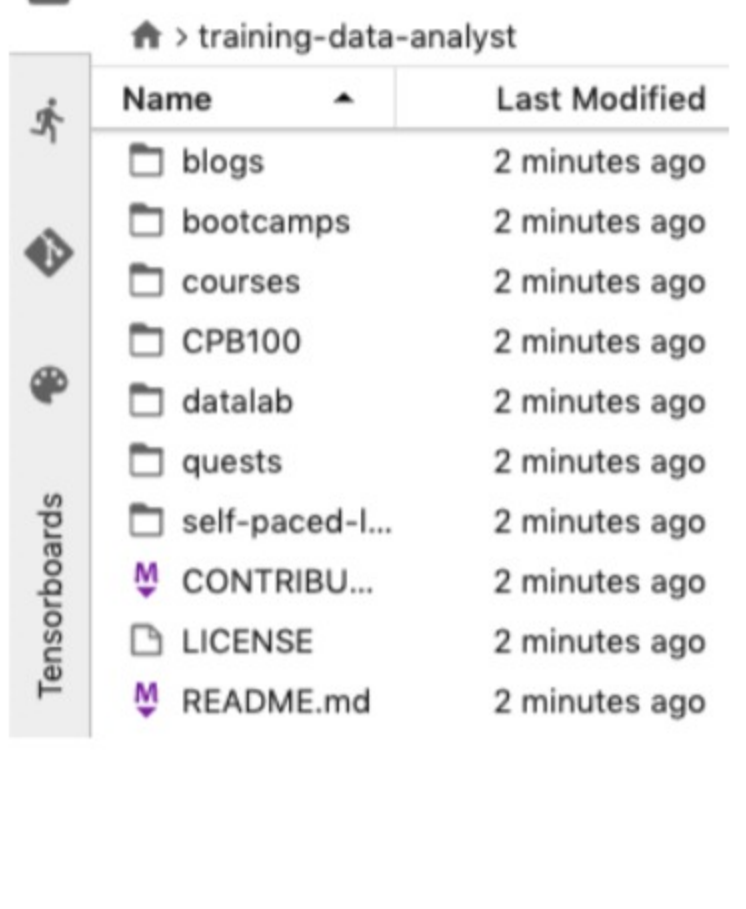 > training-data-analyst
Name Last Modified
blogs 2 minutes ago
bootcamps 2 minutes ago
courses 2 minutes ago
CPB100 2 minutes ago
datalab 2 minutes ago
quests 2 minutes ago
self-paced-l... 2 minutes ago
CONTRIBU... 2 minutes ago
LICENSE 2 minutes ago
README.md 2 minutes ago
Tensorboards